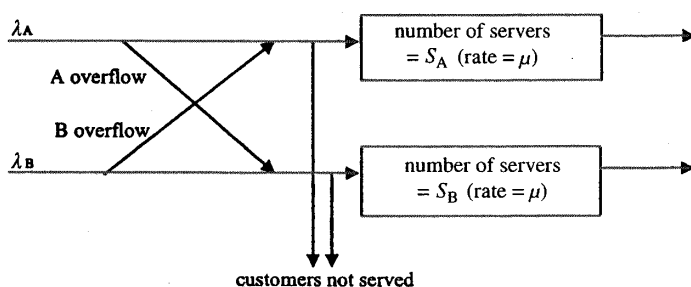 λA
number of servers
= SA (rate = μ)
A overflow
B overflow
λB
number of servers
= SB (rate = μ)
customers not served